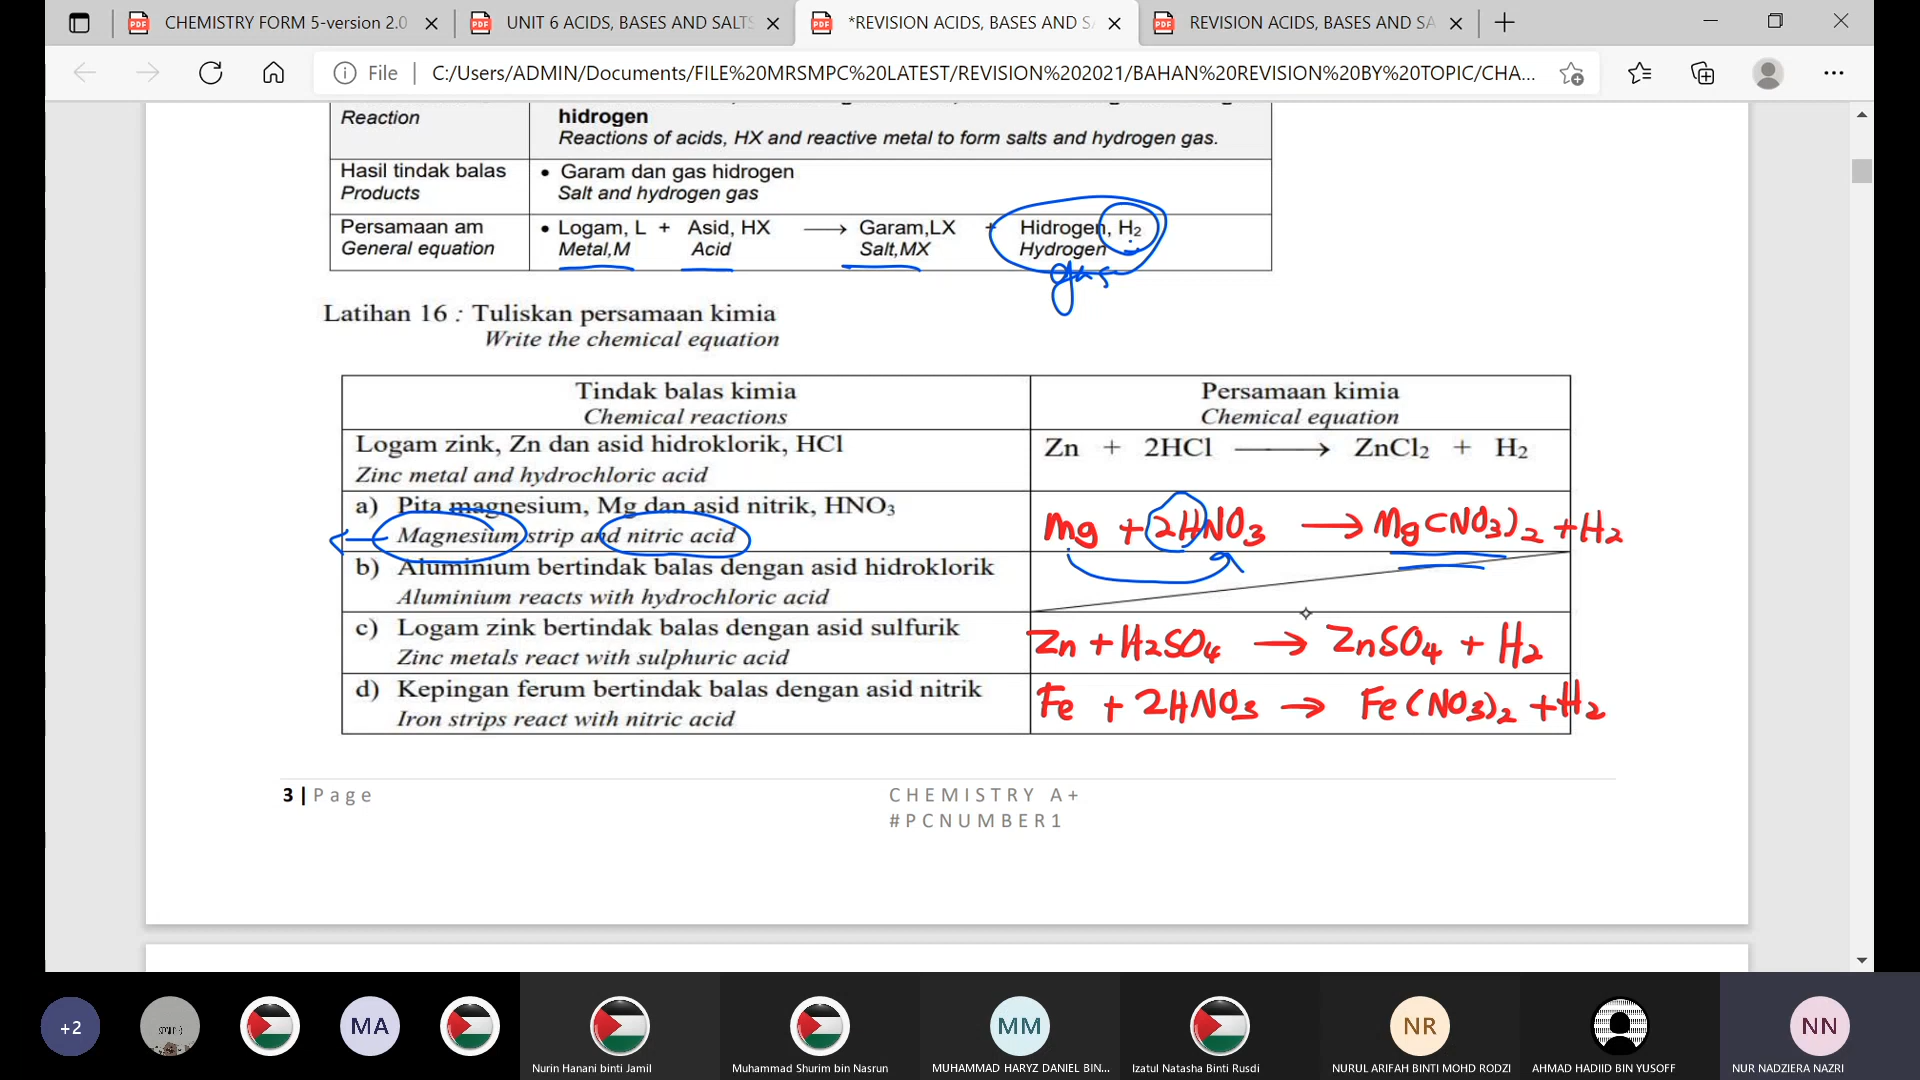 CHEMISTRY FORM 5-version 2.0
UNIT 6 ACIDS, BASES AND SALTS
*REVISION ACIDS, BASES AND SA
REVISION ACIDS, BASES AND SA
File
C:/Users/ADMIN/Documents/FILE%20MRSMPC%20LATEST/REVISION%202021/BAHAN%20REVISION%20BY%20TOPIC/CHA...
Reaction
hidrogen
Reactions of acids, HX and reactive metal to form salts and hydrogen gas.
Hasil tindak balas
Products
• Garam dan gas hidrogen
Salt and hydrogen gas
Persamaan am
General equation
• Logam, L + Asid, HX ⟶ Garam,LX + Hidrogen, H₂
Metal,M Acid Salt,MX Hydrogen
gas
Latihan 16 : Tuliskan persamaan kimia
Write the chemical equation
Tindak balas kimia
Chemical reactions
Persamaan kimia
Chemical equation
Logam zink, Zn dan asid hidroklorik, HCl
Zinc metal and hydrochloric acid
Zn + 2HCl ⟶ ZnCl₂ + H₂
a) Pita magnesium, Mg dan asid nitrik, HNO₃
Magnesium strip and nitric acid
Mg + 2HNO₃ → Mg(NO₃)₂ + H₂
b) Aluminium bertindak balas dengan asid hidroklorik
Aluminium reacts with hydrochloric acid
c) Logam zink bertindak balas dengan asid sulfurik
Zinc metals react with sulphuric acid
Zn + H₂SO₄ → ZnSO₄ + H₂
d) Kepingan ferum bertindak balas dengan asid nitrik
Iron strips react with nitric acid
Fe + 2HNO₃ → Fe(NO₃)₂ + H₂
3 | Page
CHEMISTRY A+
#PCNUMBER1
+2
MA
MM
NR
NN
Nurin Hanani binti Jamil
Muhammad Shurim bin Nasrun
MUHAMMAD HARYZ DANIEL BIN...
Izatul Natasha Binti Rusdi
NURUL ARIFAH BINTI MOHD RODZI
AHMAD HADIID BIN YUSOFF
NUR NADZIERA NAZRI